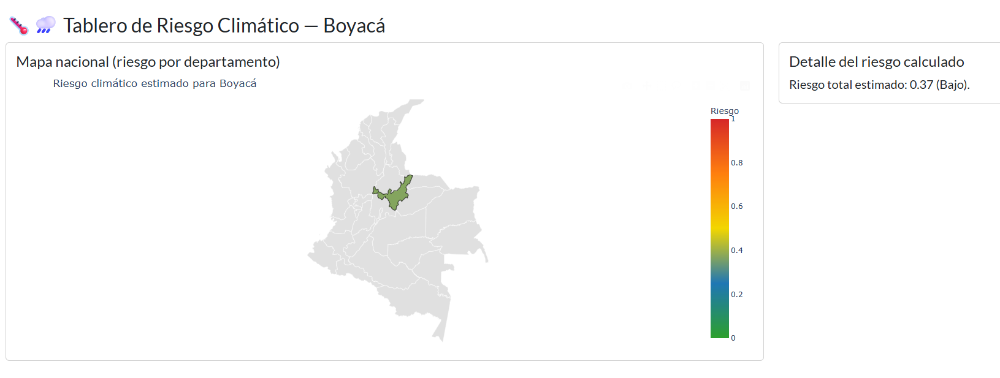 Tablero de Riesgo Climático — Boyacá
Mapa nacional (riesgo por departamento)
Riesgo climático estimado para Boyacá
Riesgo
1
0.8
0.6
0.4
0.2
0
Detalle del riesgo calculado
Riesgo total estimado: 0.37 (Bajo).